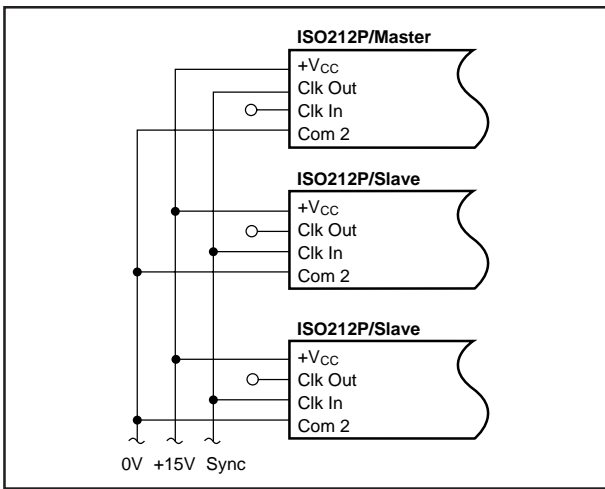 ISO212P/Master
+VCC
Clk Out
Clk In
Com 2
ISO212P/Slave
+VCC
Clk Out
Clk In
Com 2
ISO212P/Slave
+VCC
Clk Out
Clk In
Com 2
0V +15V Sync